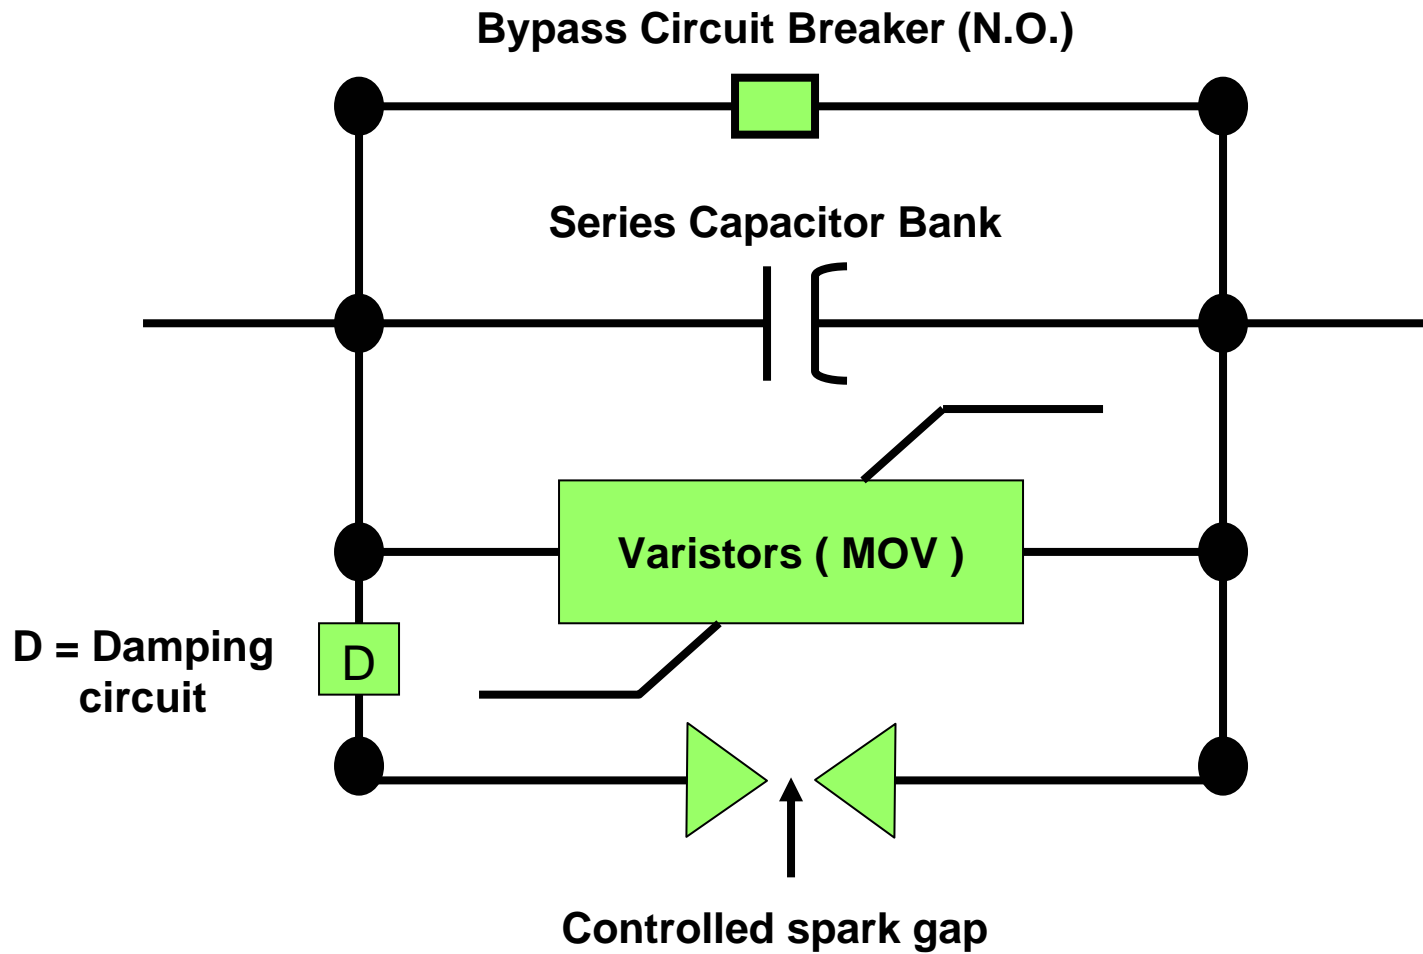 Bypass Circuit Breaker (N.O.)
Series Capacitor Bank
Varistors ( MOV )
D = Damping
circuit
D
Controlled spark gap